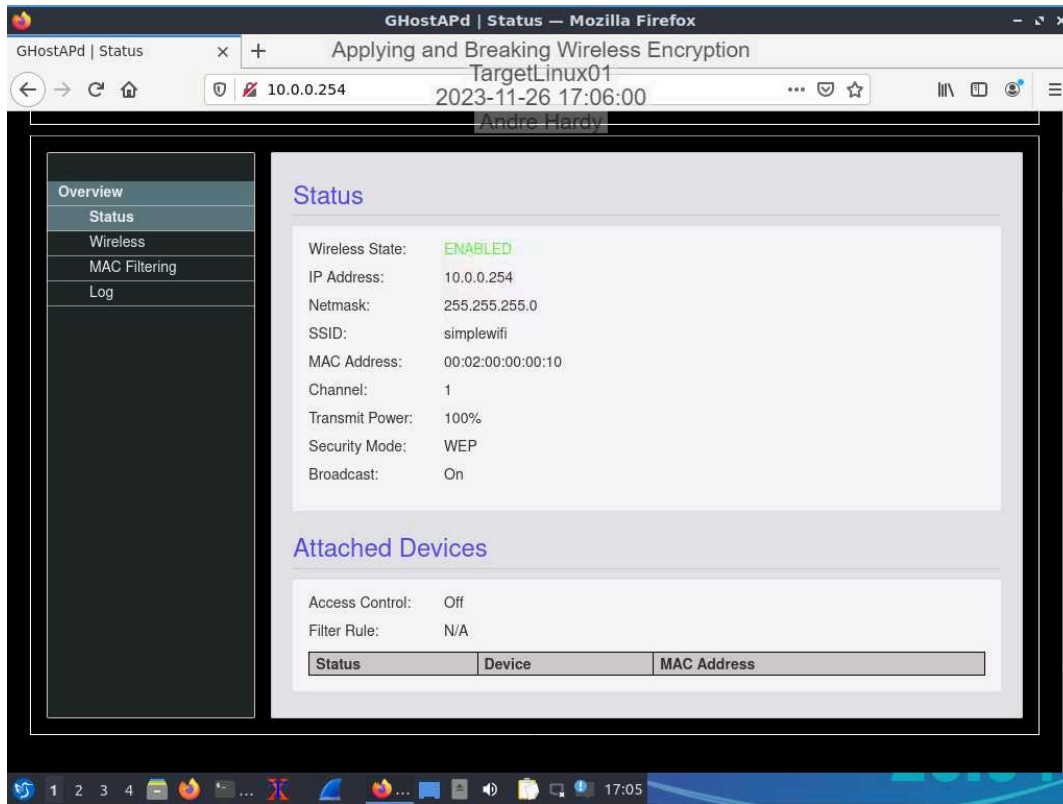 GHostAPd | Status — Mozilla Firefox
GHostAPd | Status
Applying and Breaking Wireless Encryption
TargetLinux01
10.0.0.254
2023-11-26 17:06:00
Andre Hardy
Overview
Status
Wireless
MAC Filtering
Log
Status
Wireless State: ENABLED
IP Address: 10.0.0.254
Netmask: 255.255.255.0
SSID: simplewifi
MAC Address: 00:02:00:00:00:10
Channel: 1
Transmit Power: 100%
Security Mode: WEP
Broadcast: On
Attached Devices
Access Control: Off
Filter Rule: N/A
Status Device MAC Address
1 2 3 4 ... ... 17:05